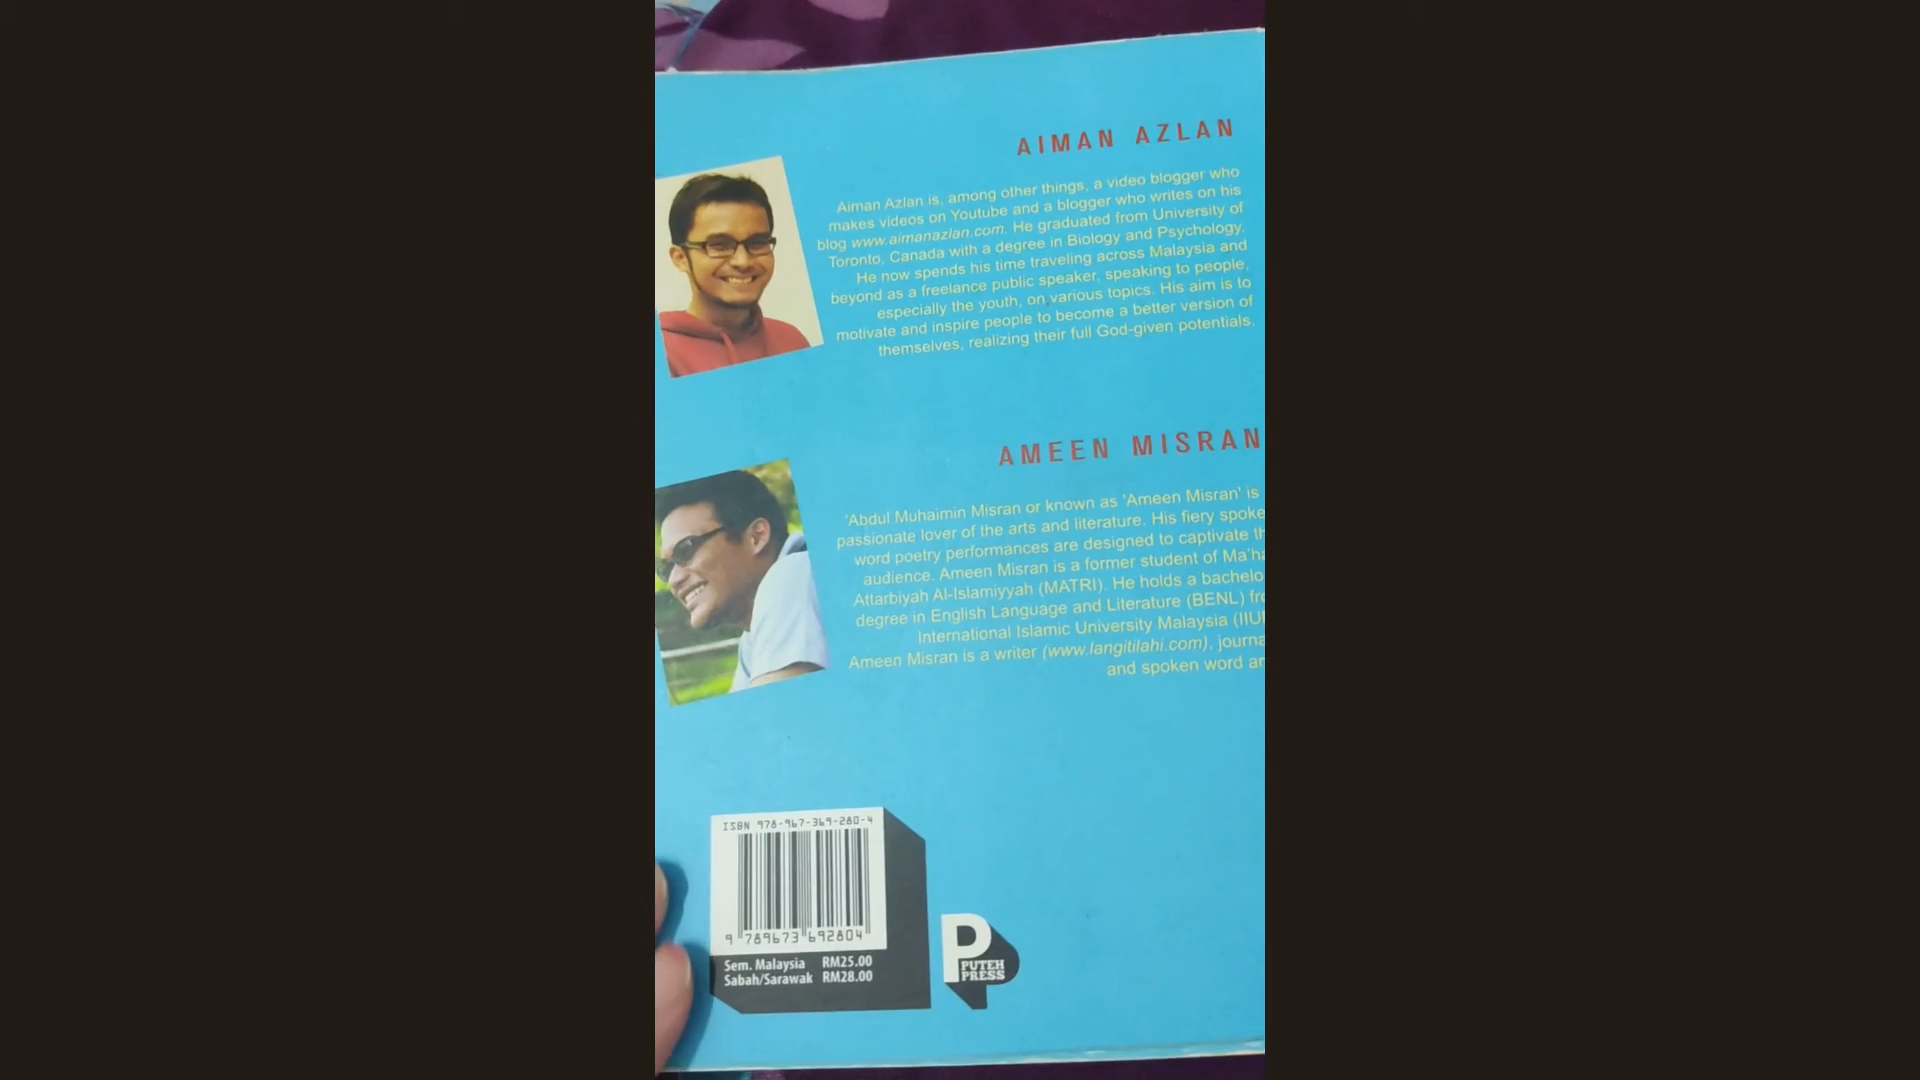 AIMAN AZLAN
Aiman Azlan is, among other things, a video blogger who
makes videos on Youtube and a blogger who writes on his
blog www.aimanazlan.com. He graduated from University of
Toronto, Canada with a degree in Biology and Psychology.
He now spends his time traveling across Malaysia and
beyond as a freelance public speaker, speaking to people,
especially the youth, on various topics. His aim is to
motivate and inspire people to become a better version of
themselves, realizing their full God-given potentials.
AMEEN MISRAN
'Abdul Muhaimin Misran or known as 'Ameen Misran' is
passionate lover of the arts and literature. His fiery
word poetry performances are designed to captivate
audience. Ameen Misran is a former student of
Attarbiyah Al-Islamiyyah (MATRI). He holds a
degree in English Language and Literature (BENL)
International Islamic University Malaysia
Ameen Misran is a writer (www.langitilahi.com),
and spoken word
ISBN 978-967-369-280-4
9 789673 692804
Sem. Malaysia RM25.00
Sabah/Sarawak RM28.00
P
PUTEH
PRESS